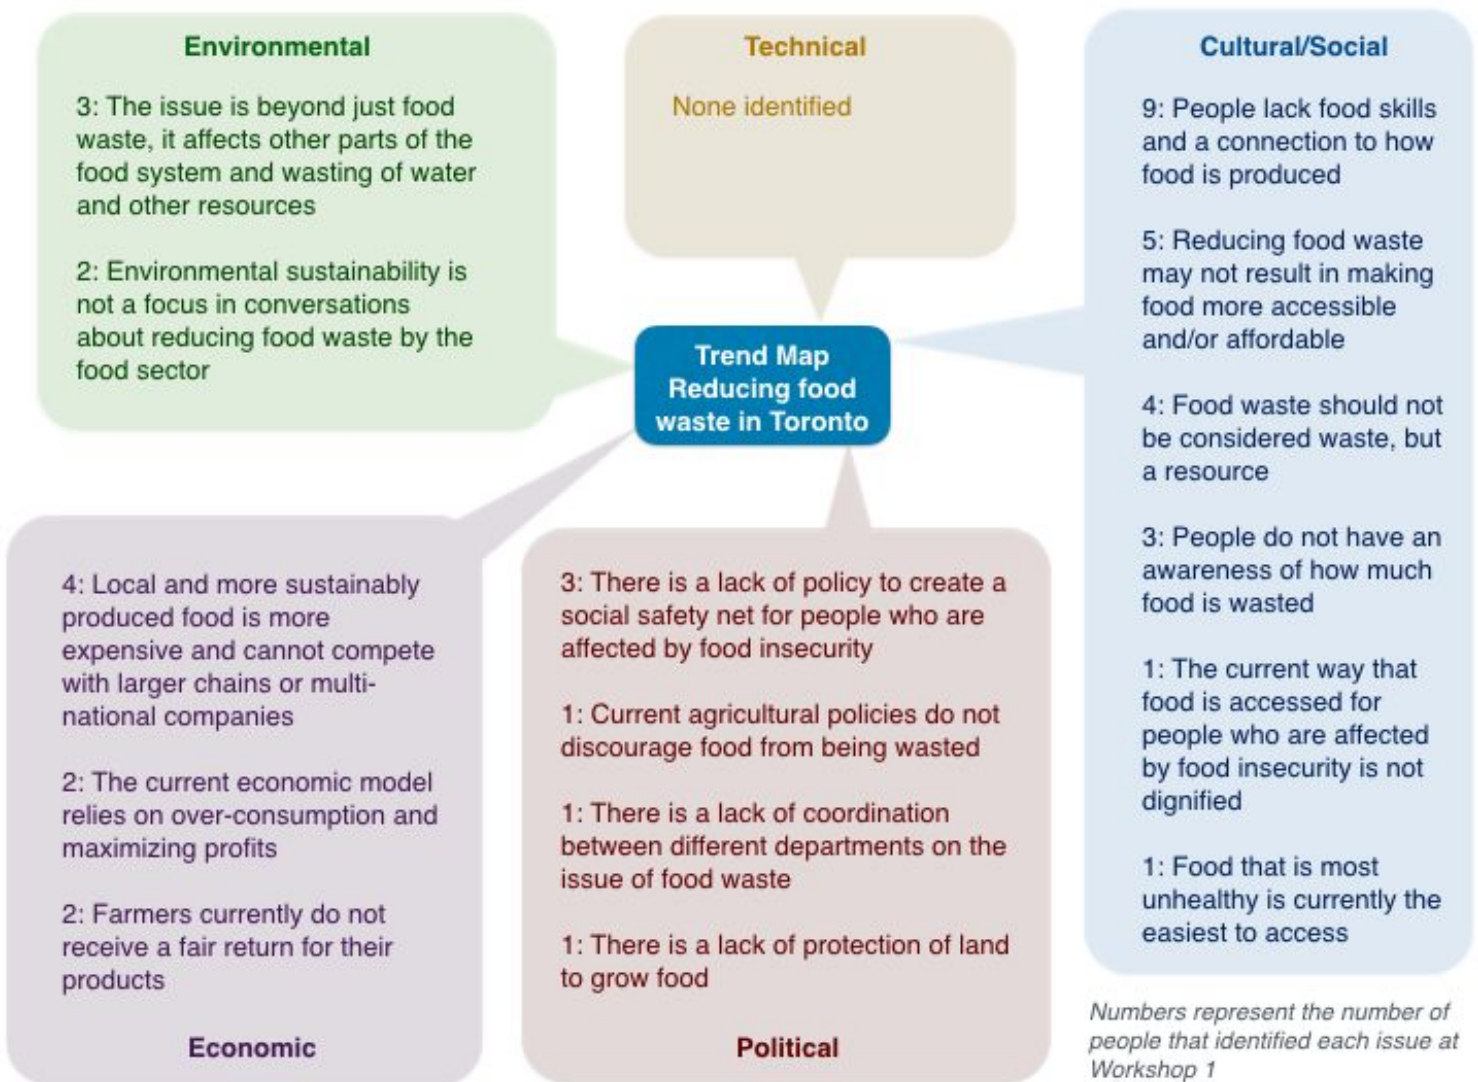 Environmental
3: The issue is beyond just food
waste, it affects other parts of the
food system and wasting of water
and other resources
2: Environmental sustainability is
not a focus in conversations
about reducing food waste by the
food sector
Technical
None identified
Cultural/Social
9: People lack food skills
and a connection to how
food is produced
5: Reducing food waste
may not result in making
food more accessible
and/or affordable
4: Food waste should not
be considered waste, but
a resource
3: People do not have an
awareness of how much
food is wasted
1: The current way that
food is accessed for
people who are affected
by food insecurity is not
dignified
1: Food that is most
unhealthy is currently the
easiest to access
Trend Map
Reducing food
waste in Toronto
4: Local and more sustainably
produced food is more
expensive and cannot compete
with larger chains or multi-
national companies
2: The current economic model
relies on over-consumption and
maximizing profits
2: Farmers currently do not
receive a fair return for their
products
Economic
3: There is a lack of policy to create a
social safety net for people who are
affected by food insecurity
1: Current agricultural policies do not
discourage food from being wasted
1: There is a lack of coordination
between different departments on the
issue of food waste
1: There is a lack of protection of land
to grow food
Political
Numbers represent the number of
people that identified each issue at
Workshop 1